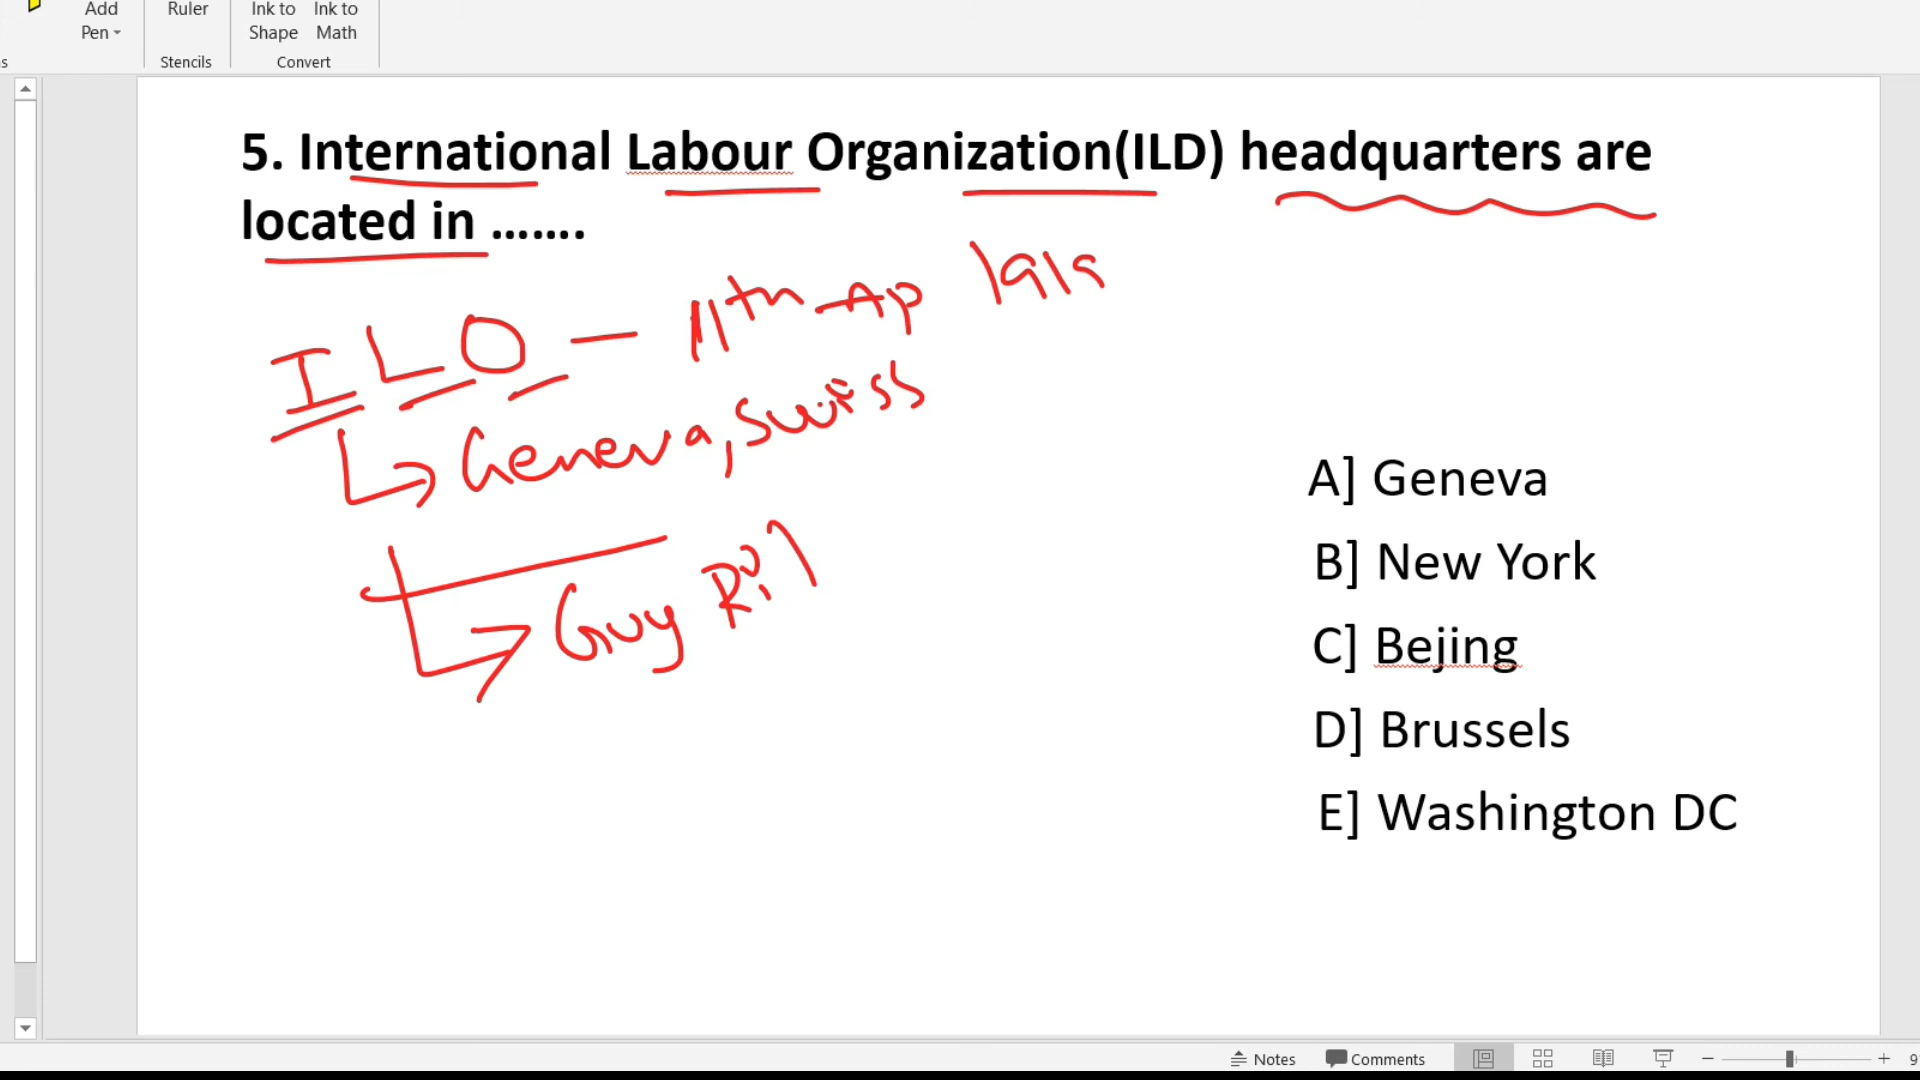 Add
Pen
Ruler
Ink to
Shape
Ink to
Math
s
Stencils
Convert
5. International Labour Organization(ILD) headquarters are
located in .......
ILO — 11th Ap 1919
Geneva, Swiss
Guy
A] Geneva
B] New York
C] Bejing
D] Brussels
E] Washington DC
Notes
Comments
9